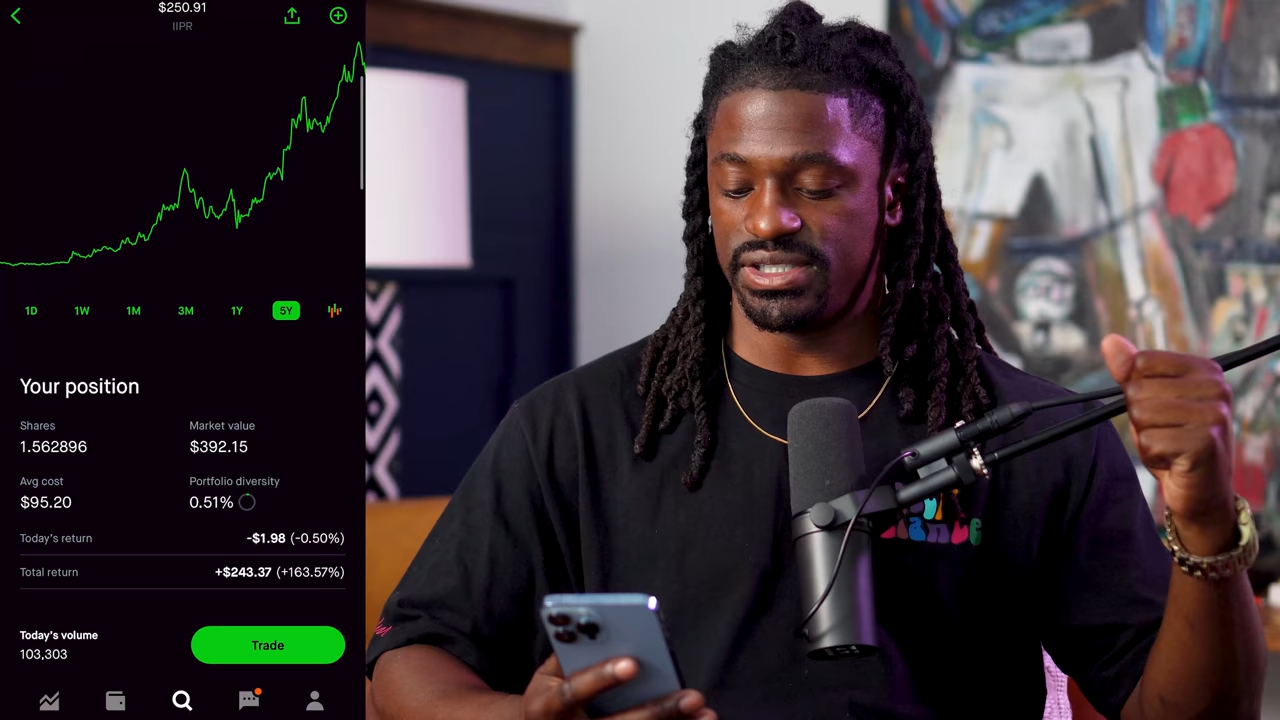 $250.91
IIPR
1D 1W 1M 3M 1Y 5Y
Your position
Shares Market value
1.562896 $392.15
Avg cost Portfolio diversity
$95.20 0.51%
Today's return -$1.98 (-0.50%)
Total return +$243.37 (+163.57%)
Today's volume
103,303
Trade